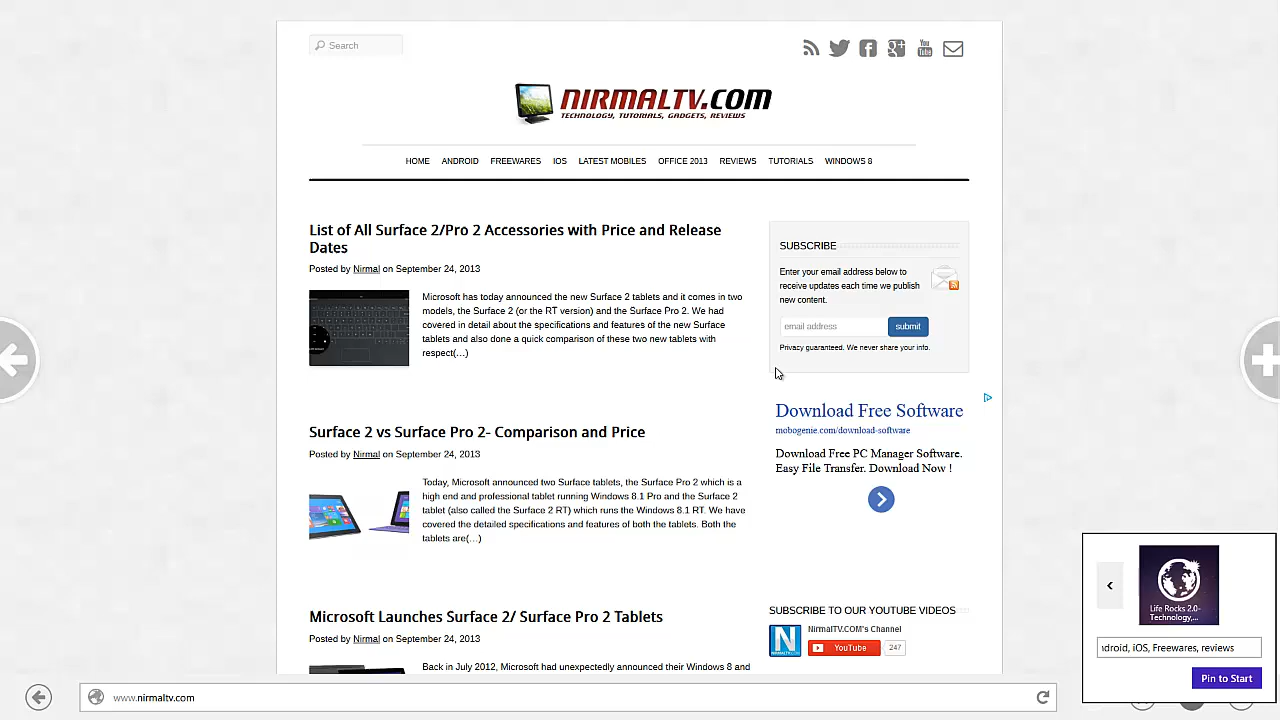 Search
You
Tube
NIRMALTV.COM
TECHNOLOGY, TUTORIALS, GADGETS, REVIEWS
HOME ANDROID FREEWARES IOS LATEST MOBILES OFFICE 2013 REVIEWS TUTORIALS WINDOWS 8
List of All Surface 2/Pro 2 Accessories with Price and Release
Dates
Posted by Nirmal on September 24, 2013
Microsoft has today announced the new Surface 2 tablets and it comes in two
models, the Surface 2 (or the RT version) and the Surface Pro 2. We had
covered in detail about the specifications and features of the new Surface
tablets and also done a quick comparison of these two new tablets with
respect(...)
Surface 2 vs Surface Pro 2- Comparison and Price
Posted by Nirmal on September 24, 2013
Today, Microsoft announced two Surface tablets, the Surface Pro 2 which is a
high end and professional tablet running Windows 8.1 Pro and the Surface 2
tablet (also called the Surface 2 RT) which runs the Windows 8.1 RT. We have
covered the detailed specifications and features of both the tablets. Both the
tablets are(...)
Microsoft Launches Surface 2/ Surface Pro 2 Tablets
Posted by Nirmal on September 24, 2013
Back in July 2012, Microsoft had unexpectedly announced their Windows 8 and
SUBSCRIBE
Enter your email address below to
receive updates each time we publish
new content.
email address submit
Privacy guaranteed. We never share your info.
Download Free Software
mobogenie.com/download-software
Download Free PC Manager Software.
Easy File Transfer. Download Now !
SUBSCRIBE TO OUR YOUTUBE VIDEOS
NirmalTV.COM's Channel
N
YouTube 247
Life Rocks 2.0-
Technology,...
droid, iOS, Freewares, reviews
Pin to Start
www.nirmaltv.com